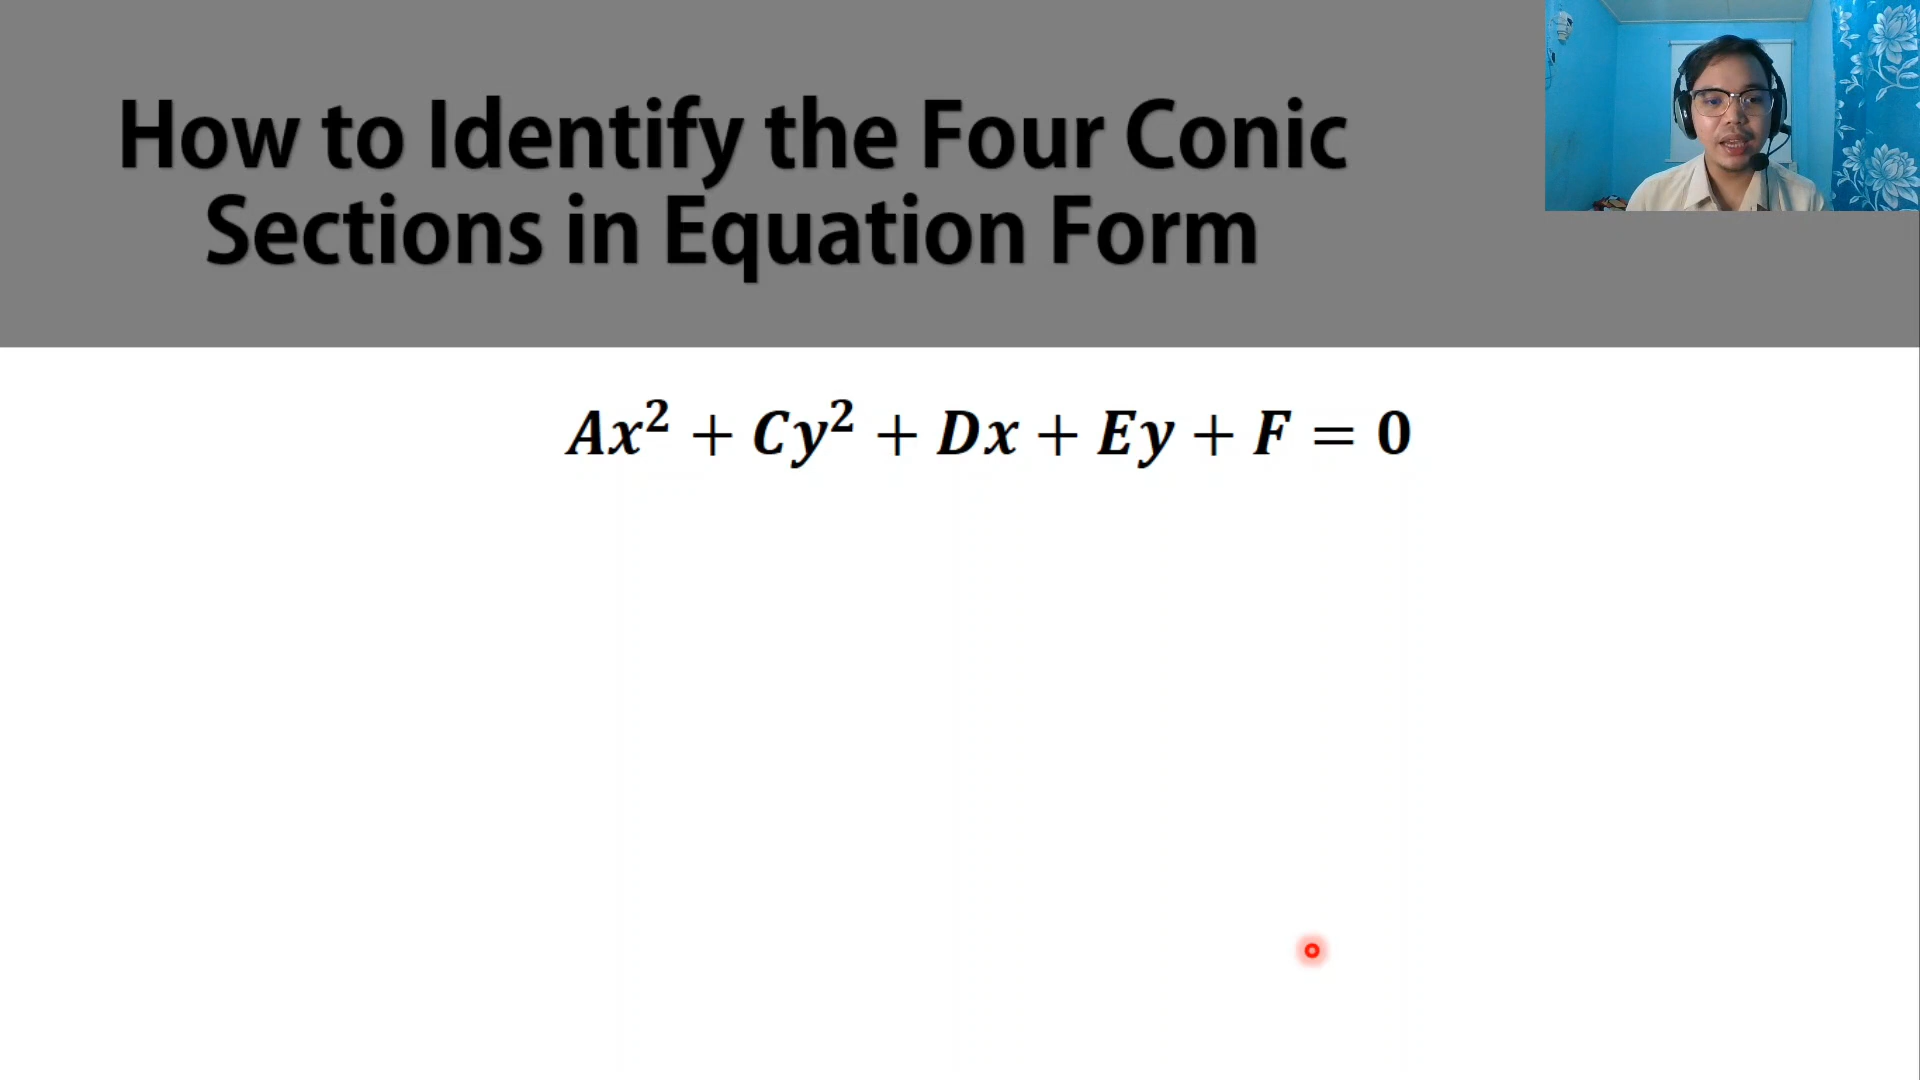 How to Identify the Four Conic
Sections in Equation Form
Ax² + Cy² + Dx + Ey + F = 0